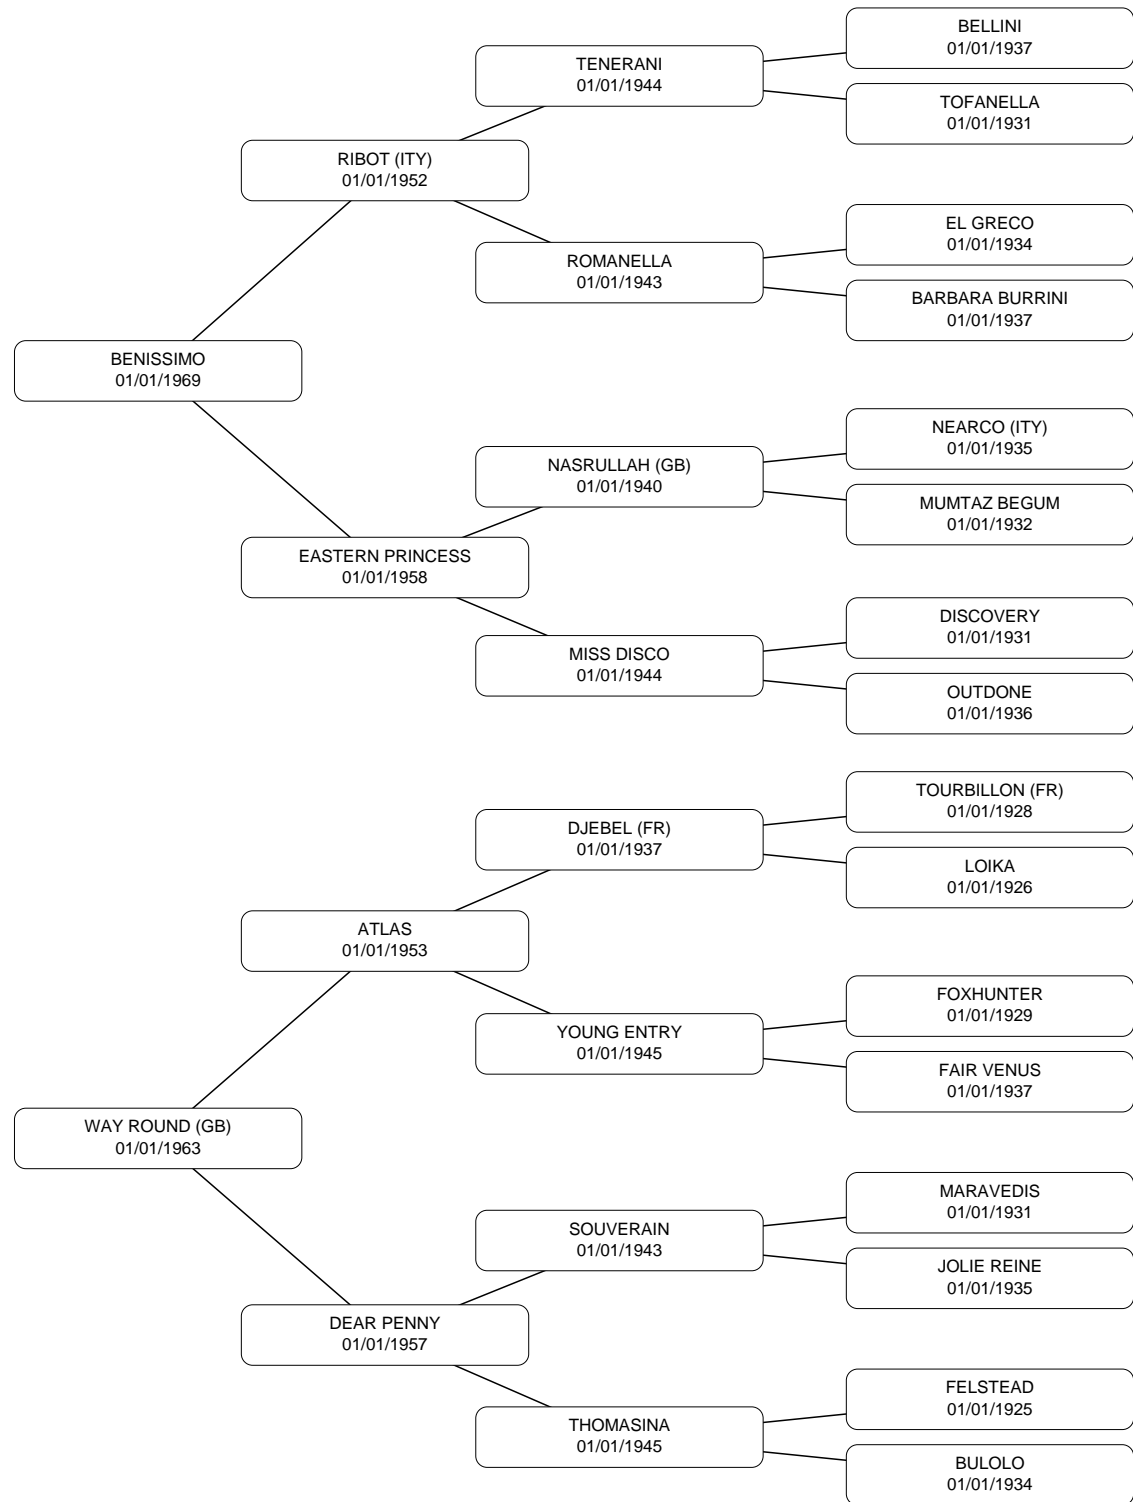 BELLINI
01/01/1937
TENERANI
01/01/1944
TOFANELLA
01/01/1931
RIBOT (ITY)
01/01/1952
EL GRECO
01/01/1934
ROMANELLA
01/01/1943
BARBARA BURRINI
01/01/1937
BENISSIMO
01/01/1969
NEARCO (ITY)
01/01/1935
NASRULLAH (GB)
01/01/1940
MUMTAZ BEGUM
01/01/1932
EASTERN PRINCESS
01/01/1958
DISCOVERY
01/01/1931
MISS DISCO
01/01/1944
OUTDONE
01/01/1936
TOURBILLON (FR)
01/01/1928
DJEBEL (FR)
01/01/1937
LOIKA
01/01/1926
ATLAS
01/01/1953
FOXHUNTER
01/01/1929
YOUNG ENTRY
01/01/1945
FAIR VENUS
01/01/1937
WAY ROUND (GB)
01/01/1963
MARAVEDIS
01/01/1931
SOUVERAIN
01/01/1943
JOLIE REINE
01/01/1935
DEAR PENNY
01/01/1957
FELSTEAD
01/01/1925
THOMASINA
01/01/1945
BULOLO
01/01/1934